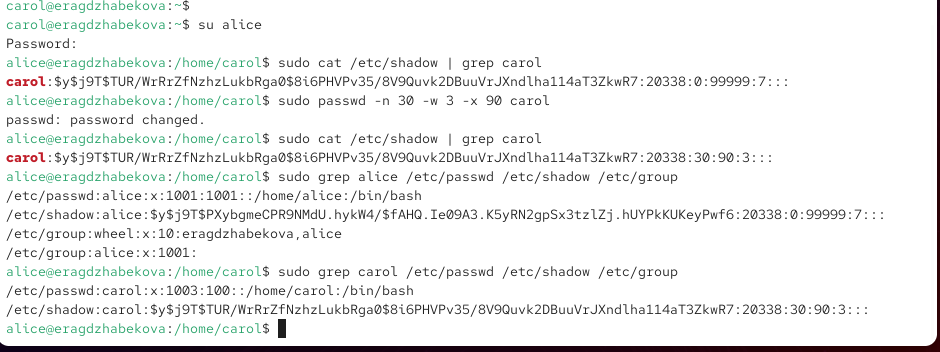 carol@eragdzhabekova:~$
carol@eragdzhabekova:~$ su alice
Password:
alice@eragdzhabekova:/home/carol$ sudo cat /etc/shadow | grep carol
carol:$y$j9T$TUR/WrRrZfNzhzLukbRga0$8i6PHVPv35/8V9Quvk2DBuuVrJXndlha114aT3ZkwR7:20338:0:99999:7:::
alice@eragdzhabekova:/home/carol$ sudo passwd -n 30 -w 3 -x 90 carol
passwd: password changed.
alice@eragdzhabekova:/home/carol$ sudo cat /etc/shadow | grep carol
carol:$y$j9T$TUR/WrRrZfNzhzLukbRga0$8i6PHVPv35/8V9Quvk2DBuuVrJXndlha114aT3ZkwR7:20338:30:90:3:::
alice@eragdzhabekova:/home/carol$ sudo grep alice /etc/passwd /etc/shadow /etc/group
/etc/passwd:alice:x:1001:1001::/home/alice:/bin/bash
/etc/shadow:alice:$y$j9T$PXybgmeCPR9NMdU.hykW4/$fAHQ.Ie09A3.K5yRN2gpSx3tzlZj.hUYPkKUKeyPwf6:20338:0:99999:7:::
/etc/group:wheel:x:10:eragdzhabekova,alice
/etc/group:alice:x:1001:
alice@eragdzhabekova:/home/carol$ sudo grep carol /etc/passwd /etc/shadow /etc/group
/etc/passwd:carol:x:1003:100::/home/carol:/bin/bash
/etc/shadow:carol:$y$j9T$TUR/WrRrZfNzhzLukbRga0$8i6PHVPv35/8V9Quvk2DBuuVrJXndlha114aT3ZkwR7:20338:30:90:3:::
alice@eragdzhabekova:/home/carol$